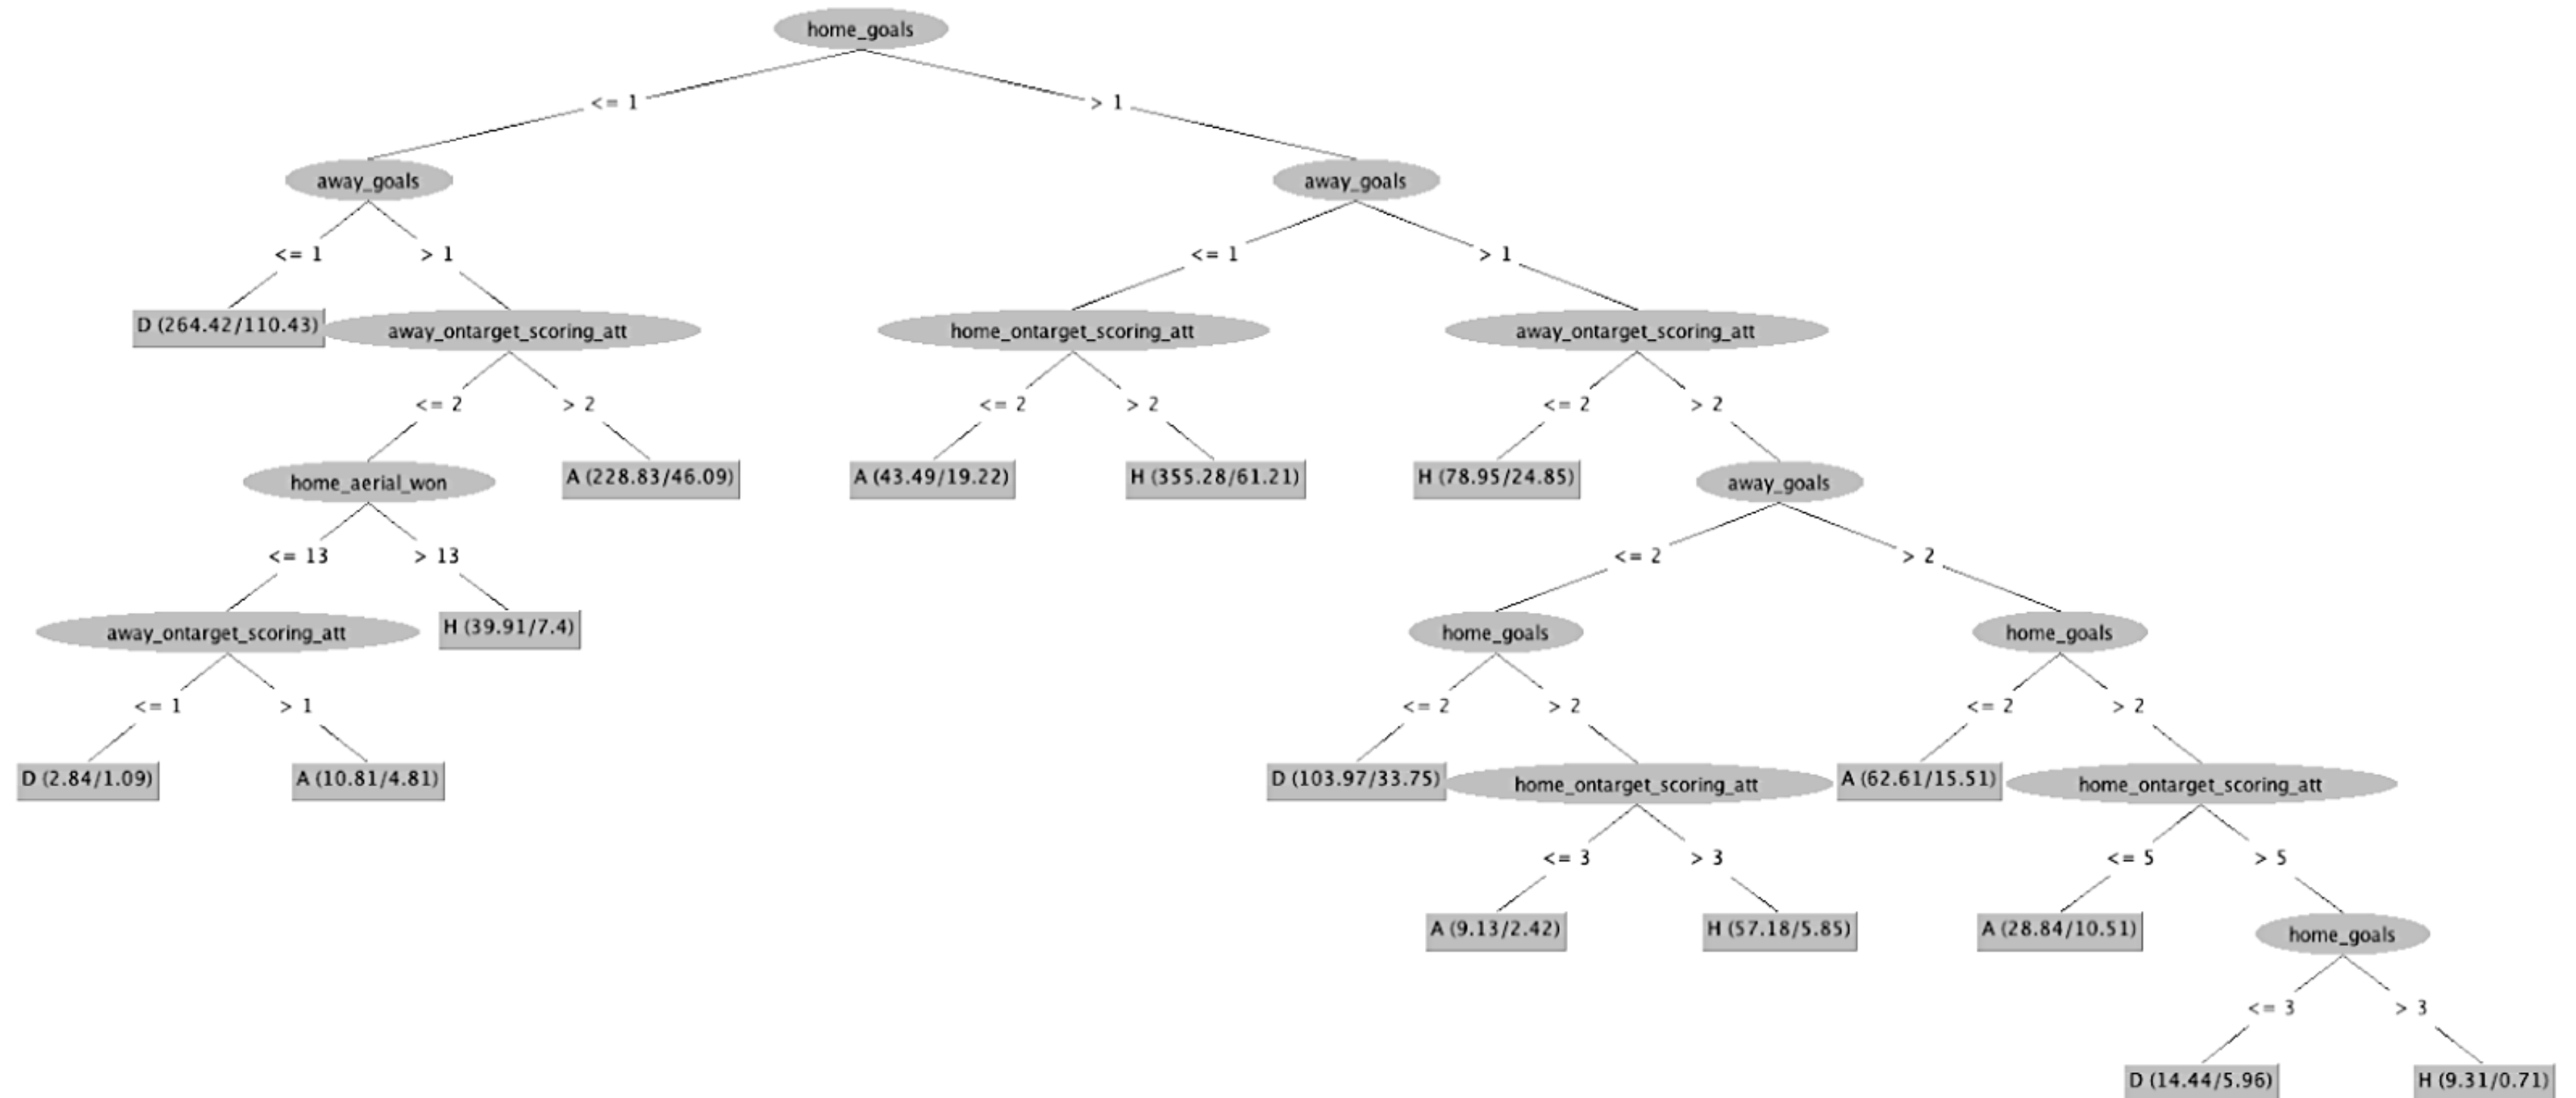 home_goals
<= 1
> 1
away_goals
away_goals
<= 1
> 1
<= 1
> 1
D (264.42/110.43)
away_ontarget_scoring_att
home_ontarget_scoring_att
away_ontarget_scoring_att
<= 2
> 2
<= 2
> 2
<= 2
> 2
home_aerial_won
A (228.83/46.09)
A (43.49/19.22)
H (355.28/61.21)
H (78.95/24.85)
away_goals
<= 13
> 13
<= 2
> 2
away_ontarget_scoring_att
H (39.91/7.4)
home_goals
home_goals
<= 1
> 1
<= 2
> 2
<= 2
> 2
D (2.84/1.09)
A (10.81/4.81)
D (103.97/33.75)
home_ontarget_scoring_att
A (62.61/15.51)
home_ontarget_scoring_att
<= 3
> 3
<= 5
> 5
A (9.13/2.42)
H (57.18/5.85)
A (28.84/10.51)
home_goals
<= 3
> 3
D (14.44/5.96)
H (9.31/0.71)